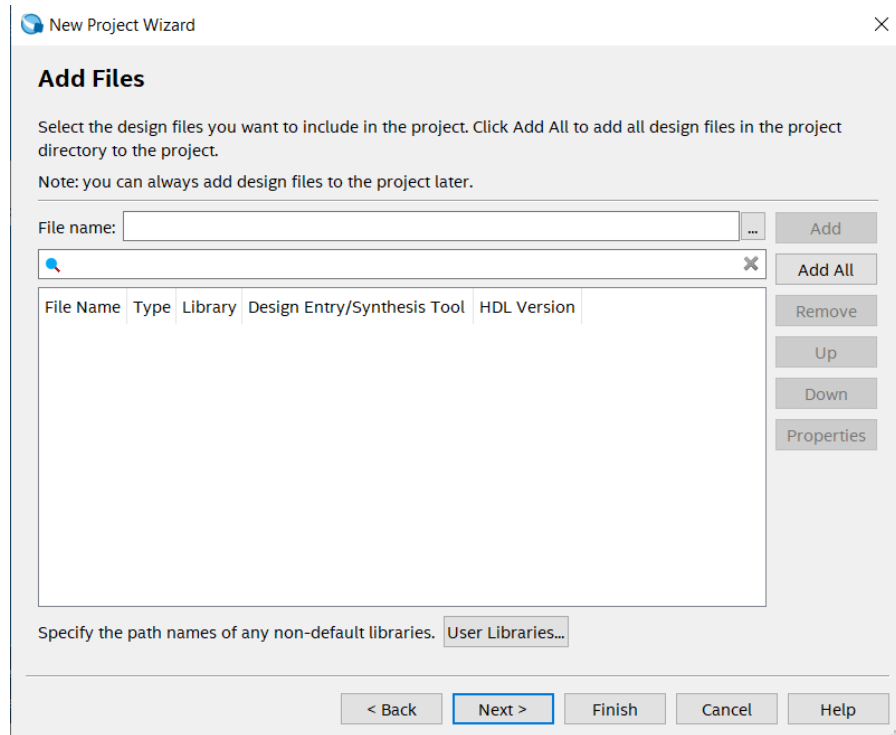 New Project Wizard
Add Files
Select the design files you want to include in the project. Click Add All to add all design files in the project
directory to the project.
Note: you can always add design files to the project later.
File name: ... Add
Add All
File Name Type Library Design Entry/Synthesis Tool HDL Version
Remove
Up
Down
Properties
Specify the path names of any non-default libraries. User Libraries...
< Back Next > Finish Cancel Help